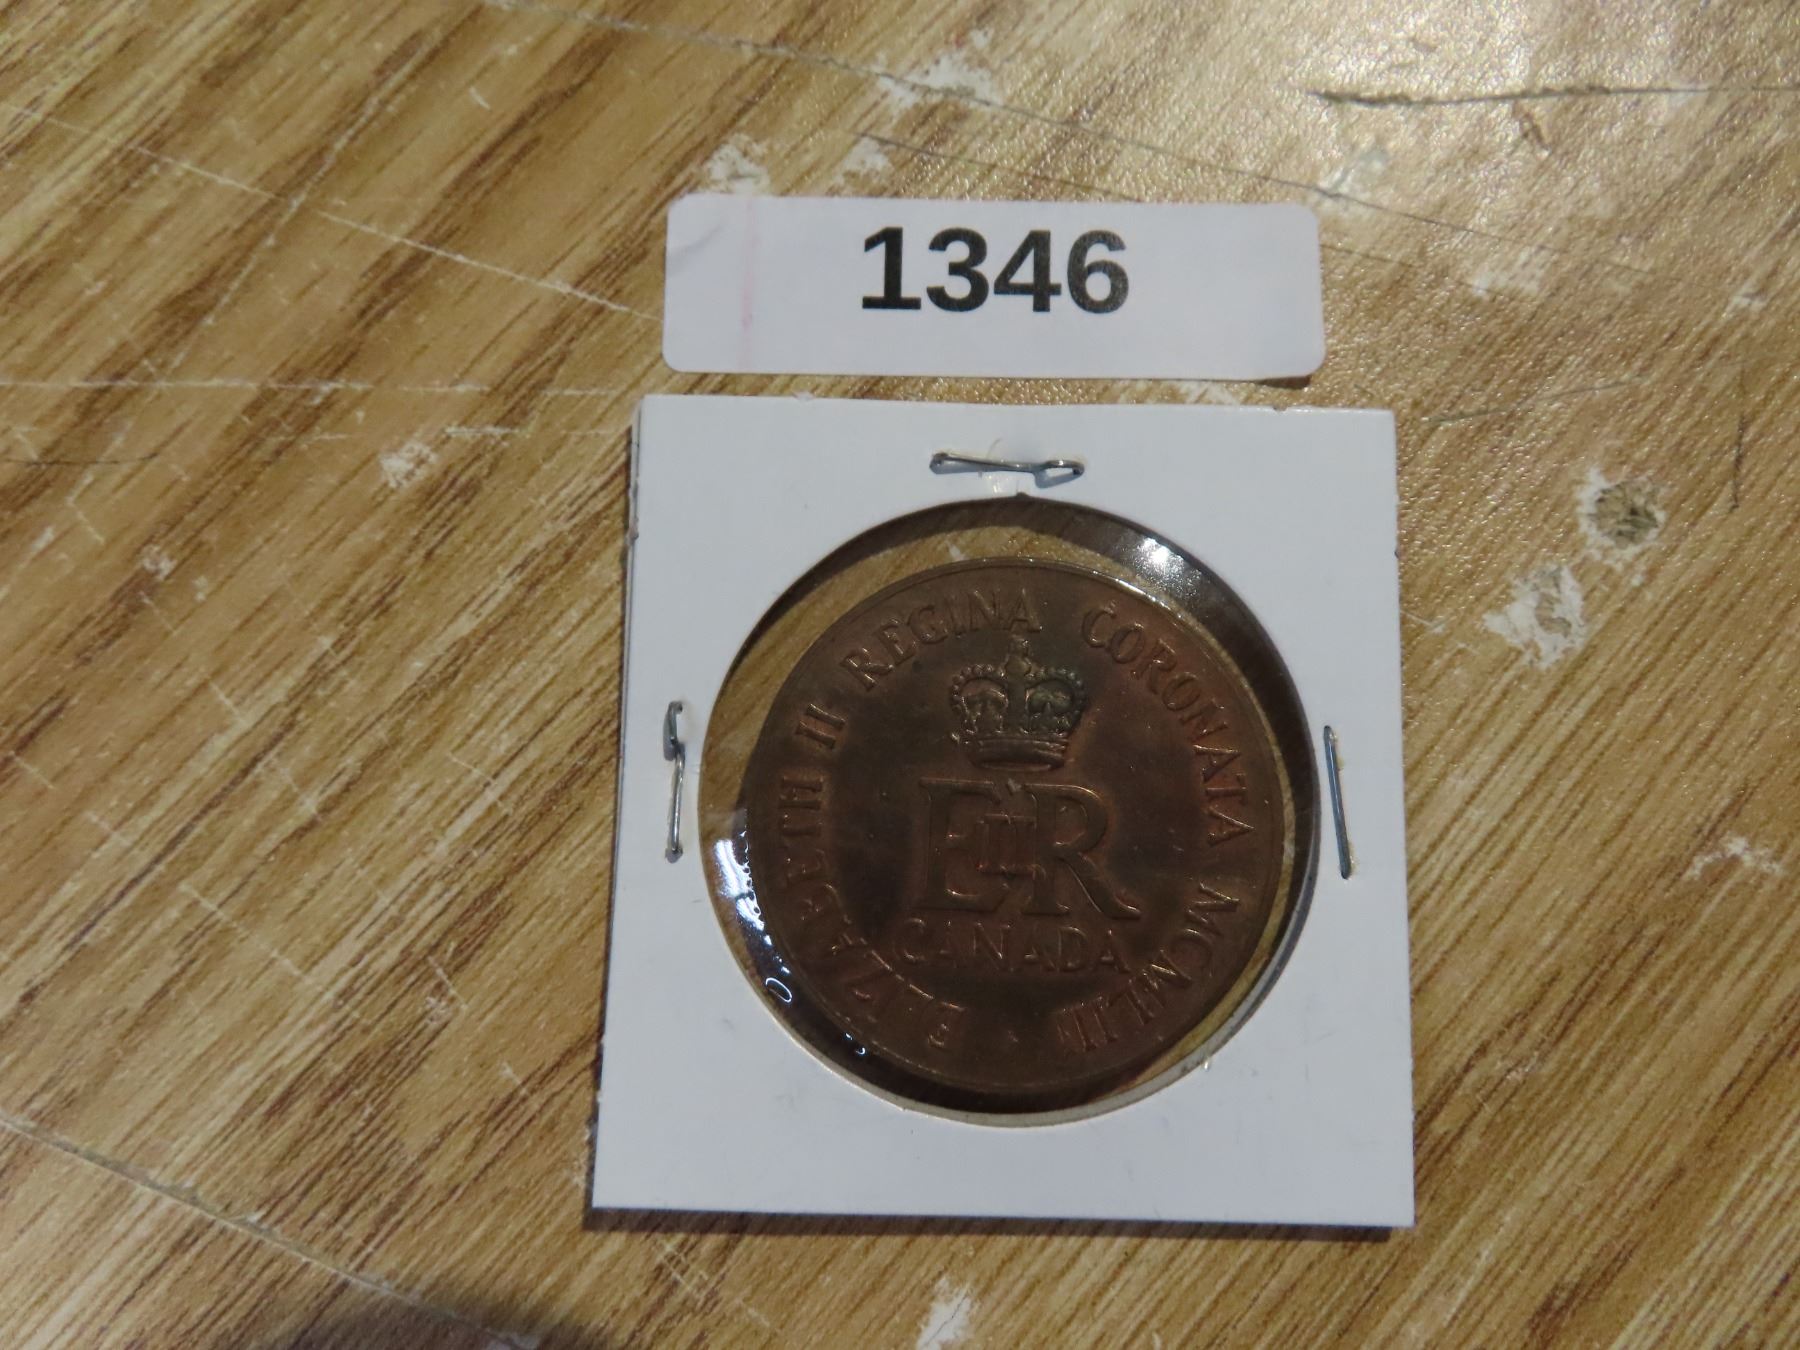 1346
ELIZABETH II REGINA CORONATA MCMLIII
EIIR
CANADA